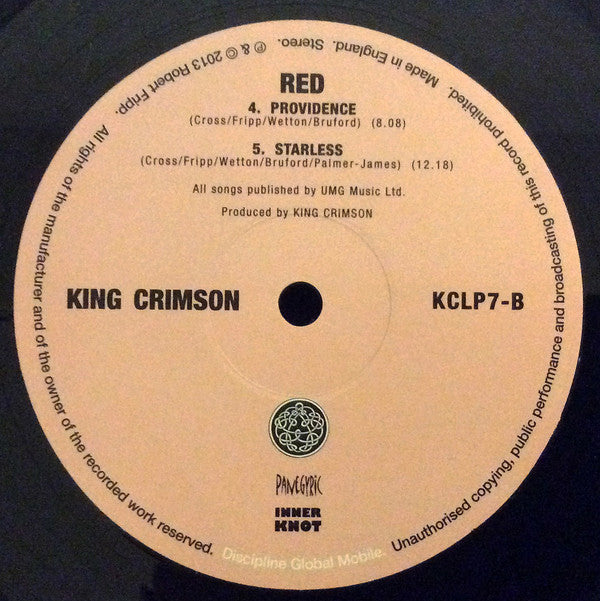 RED
4. PROVIDENCE
(Cross/Fripp/Wetton/Bruford) (8.08)
5. STARLESS
(Cross/Fripp/Wetton/Bruford/Palmer-James) (12.18)
All songs published by UMG Music Ltd.
Produced by KING CRIMSON
KING CRIMSON
KCLP7-B
PANEGYRIC
INNER
KNOT
All rights of the manufacturer and of the owner of the recorded work reserved. Discipline Global Mobile. Unauthorised copying, public performance and broadcasting of this record prohibited. Made in England. Stereo. ℗ & © 2013 Robert Fripp.